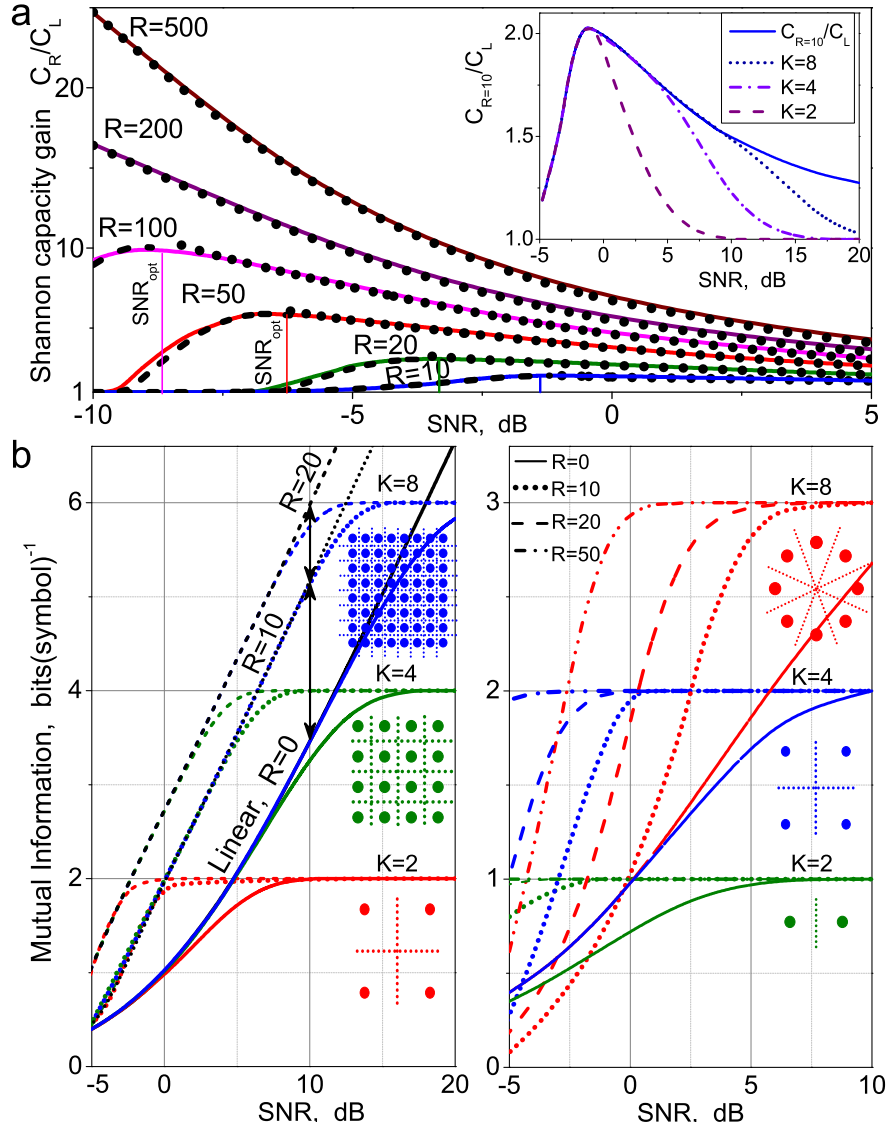 a
Shannon capacity gain C_R/C_L
20
10
1
R=500
R=200
R=100
R=50
R=20
R=10
SNR_opt
SNR_opt
-10
-5
0
5
SNR, dB
C_{R=10}/C_L
2.0
1.5
1.0
C_{R=10}/C_L
K=8
K=4
K=2
-5
0
5
10
15
20
SNR, dB
b
Mutual Information, bits(symbol)^{-1}
6
4
2
0
R=20
R=10
Linear, R=0
K=8
K=4
K=2
-5
0
10
20
SNR, dB
3
2
1
0
R=0
R=10
R=20
R=50
K=8
K=4
K=2
-5
0
5
10
SNR, dB